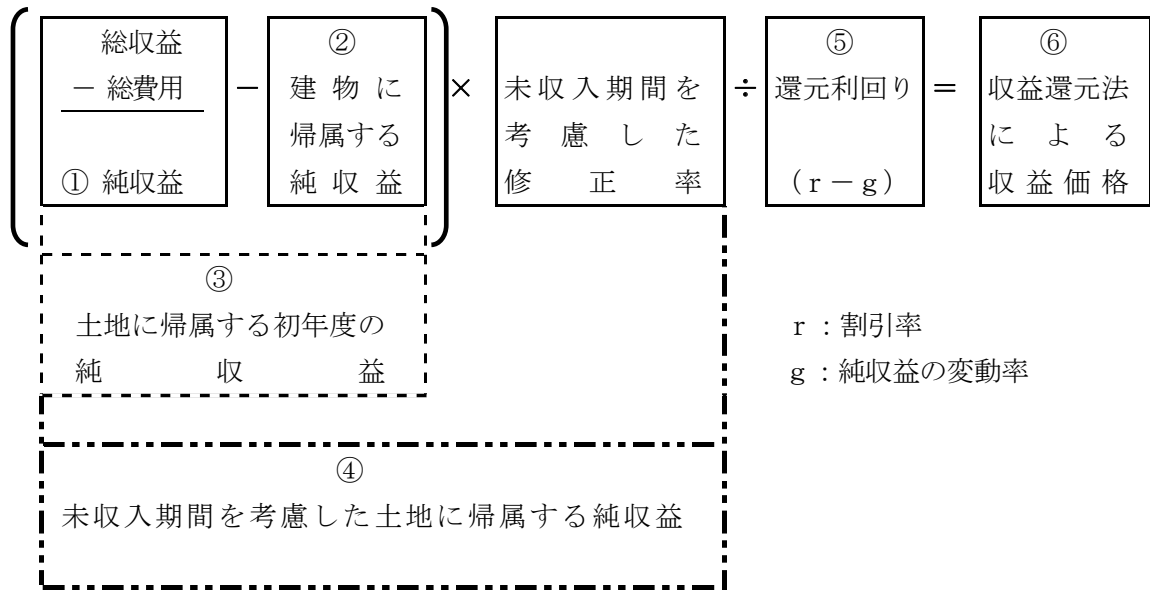 総収益
－ 総費用
① 純収益
－
②
建物に
帰属する
純収益
×
未収入期間を
考慮した
修正率
÷
⑤
還元利回り
（ｒ－ｇ）
＝
⑥
収益還元法
による
収益価格
③
土地に帰属する初年度の
純収益
ｒ：割引率
ｇ：純収益の変動率
④
未収入期間を考慮した土地に帰属する純収益